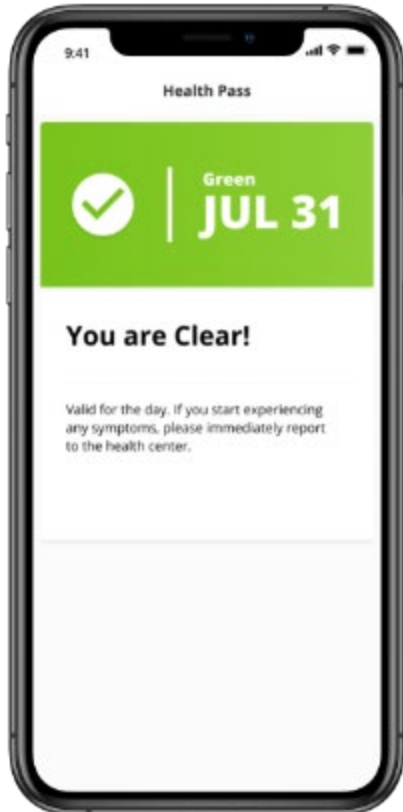 9:41
Health Pass
Green
JUL 31
You are Clear!
Valid for the day. If you start experiencing
any symptoms, please immediately report
to the health center.